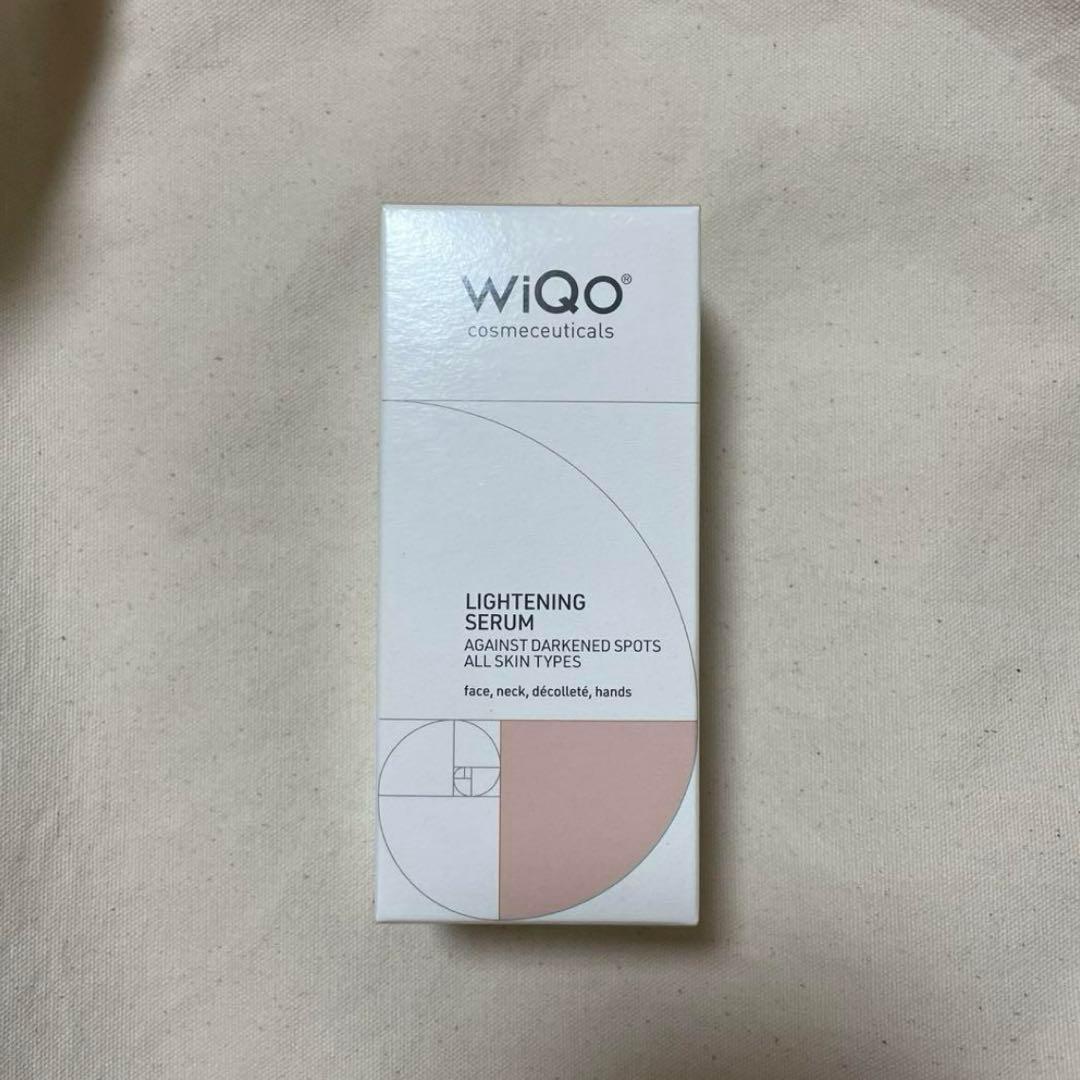 WiQo®
cosmeceuticals
LIGHTENING
SERUM
AGAINST DARKENED SPOTS
ALL SKIN TYPES
face, neck, décolleté, hands